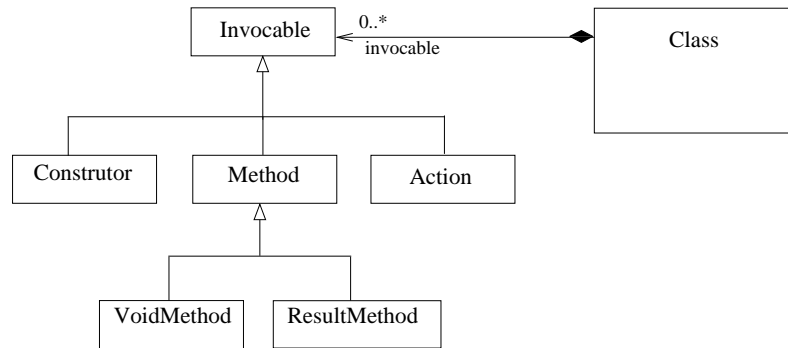 Invocable
0..*
invocable
Class
Construtor
Method
Action
VoidMethod
ResultMethod